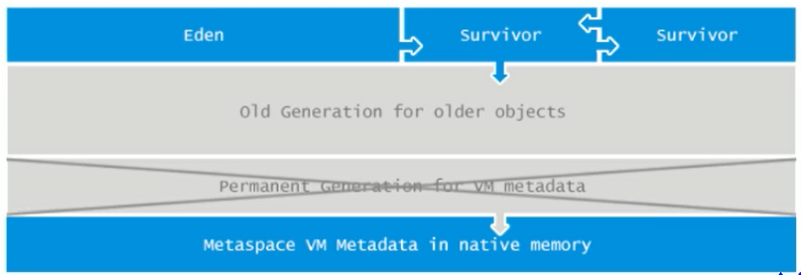 Eden
Survivor
Survivor
Old Generation for older objects
Permanent Generation for VM metadata
Metaspace VM Metadata in native memory